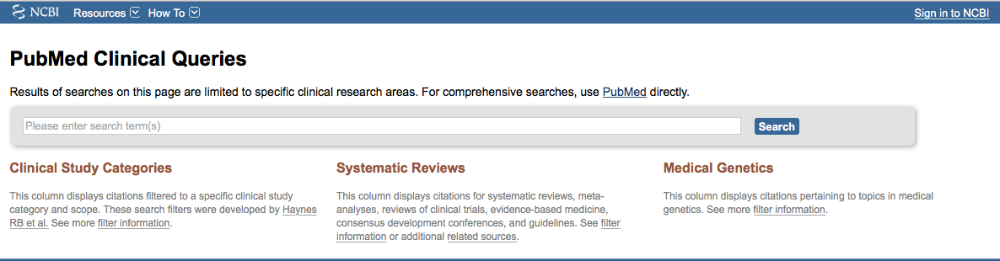 NCBI Resources How To Sign in to NCBI
PubMed Clinical Queries
Results of searches on this page are limited to specific clinical research areas. For comprehensive searches, use PubMed directly.
Please enter search term(s) Search
Clinical Study Categories
This column displays citations filtered to a specific clinical study
category and scope. These search filters were developed by Haynes
RB et al. See more filter information.
Systematic Reviews
This column displays citations for systematic reviews, meta-
analyses, reviews of clinical trials, evidence-based medicine,
consensus development conferences, and guidelines. See filter
information or additional related sources.
Medical Genetics
This column displays citations pertaining to topics in medical
genetics. See more filter information.